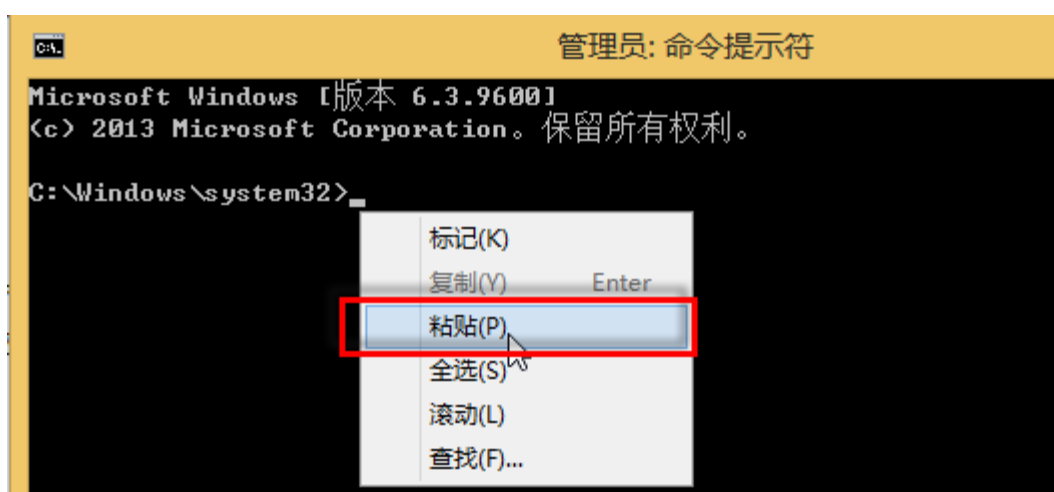 管理员: 命令提示符
Microsoft Windows [版本 6.3.9600]
(c) 2013 Microsoft Corporation。保留所有权利。
C:\Windows\system32>
标记(K)
复制(Y) Enter
粘贴(P)
全选(S)
滚动(L)
查找(F)...